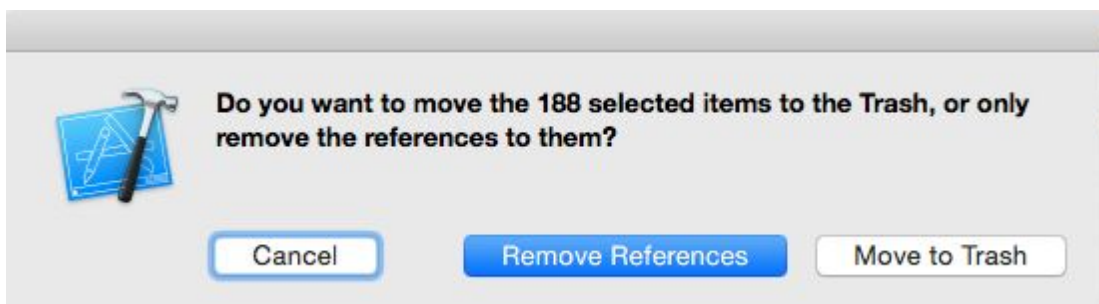 Do you want to move the 188 selected items to the Trash, or only
remove the references to them?
Cancel
Remove References
Move to Trash